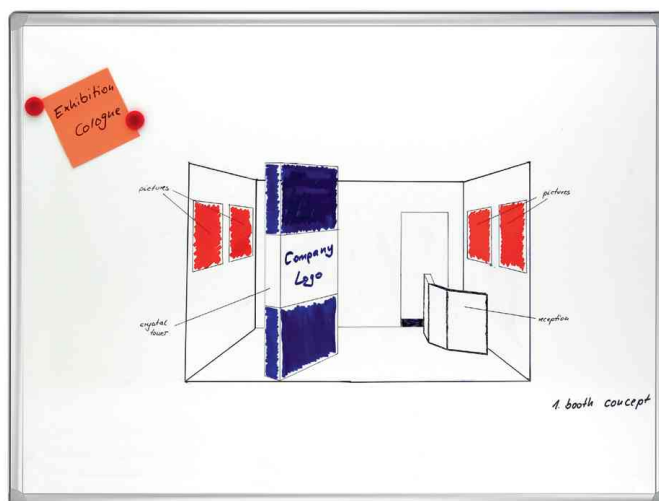 Exhibition
Cologne
pictures
pictures
Company
Logo
crystal
tower
reception
1. booth concept